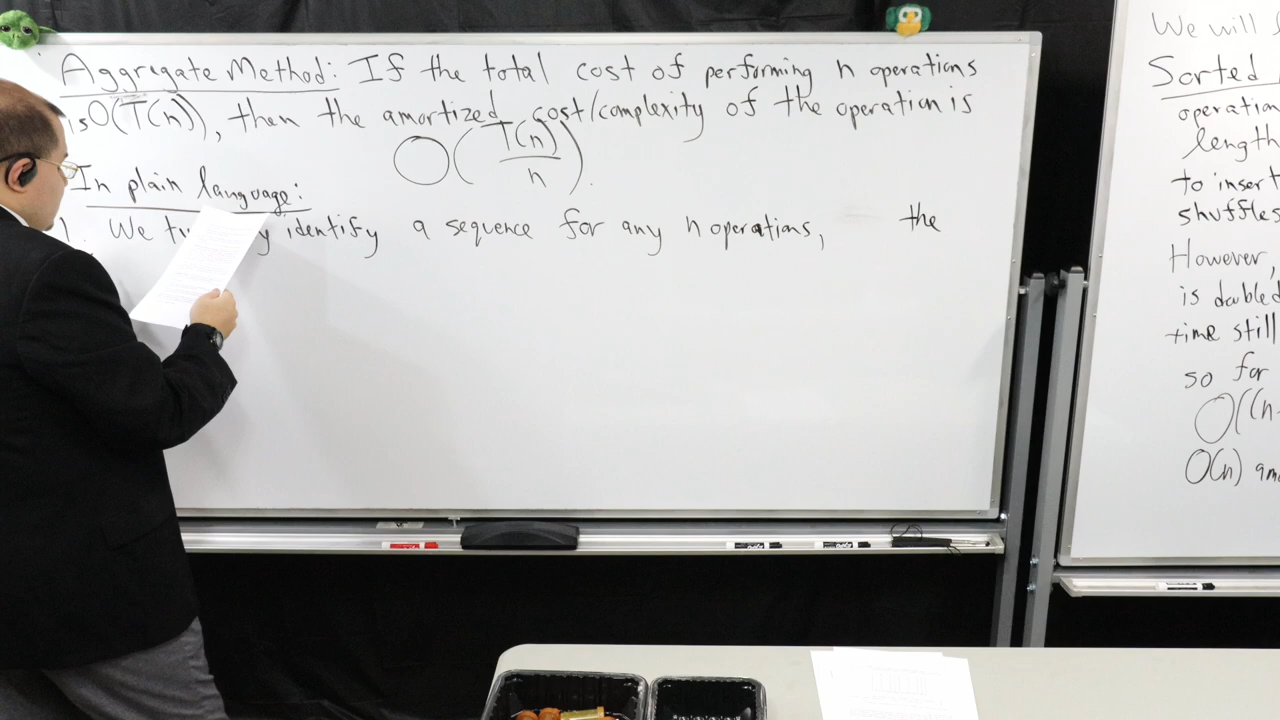 Aggregate Method: If the total cost of performing n operations
is O(T(n)), then the amortized cost/complexity of the operation is
O(T(n)/n).
In plain language:
1. We identify a sequence for any n operations, the
We will
Sorted
operation
length
to insert
shuffles
However,
is doubled
time still
so for
O((n
O(n)